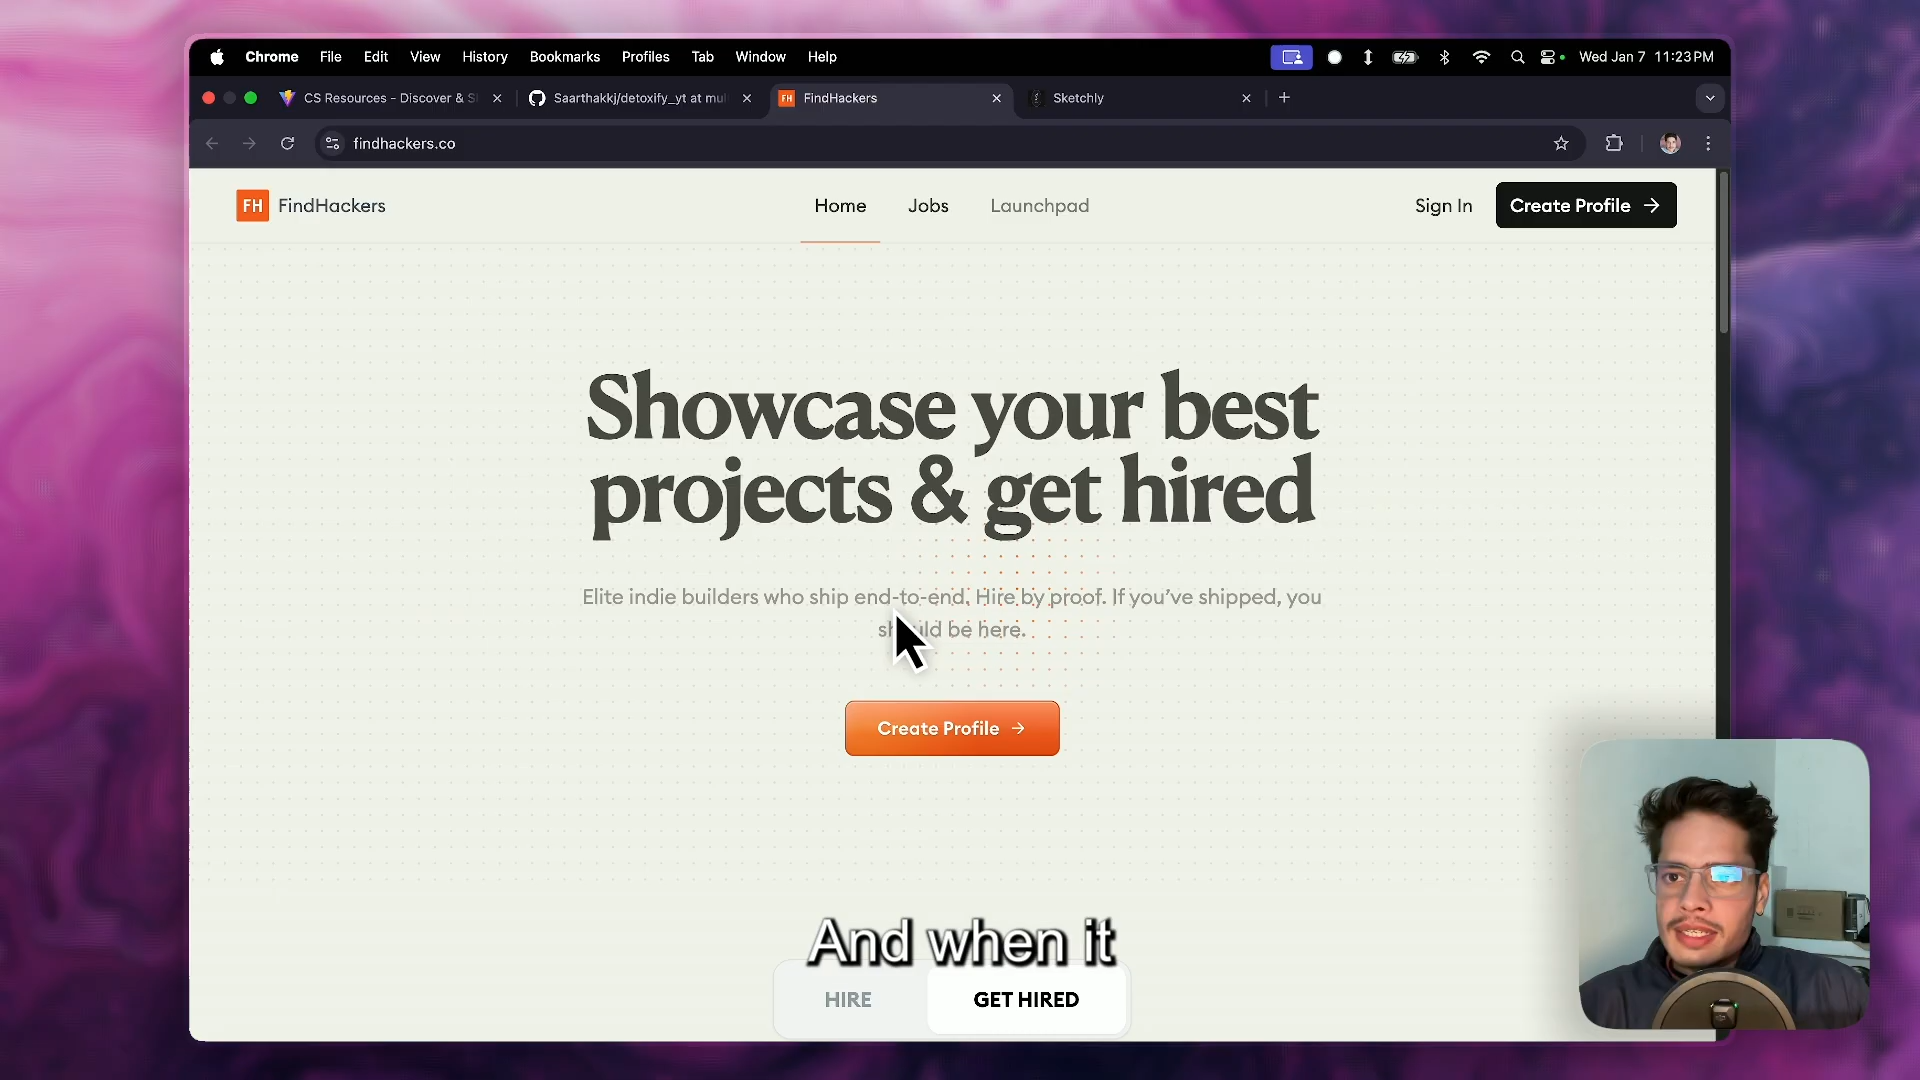 Chrome File Edit View History Bookmarks Profiles Tab Window Help Wed Jan 7 11:23 PM
CS Resources - Discover & S Saarthakkj/detoxify_yt at mul FindHackers Sketchly
findhackers.co
FH FindHackers Home Jobs Launchpad Sign In Create Profile →
Showcase your best
projects & get hired
Elite indie builders who ship end-to-end. Hire by proof. If you've shipped, you
should be here.
Create Profile →
And when it
HIRE GET HIRED